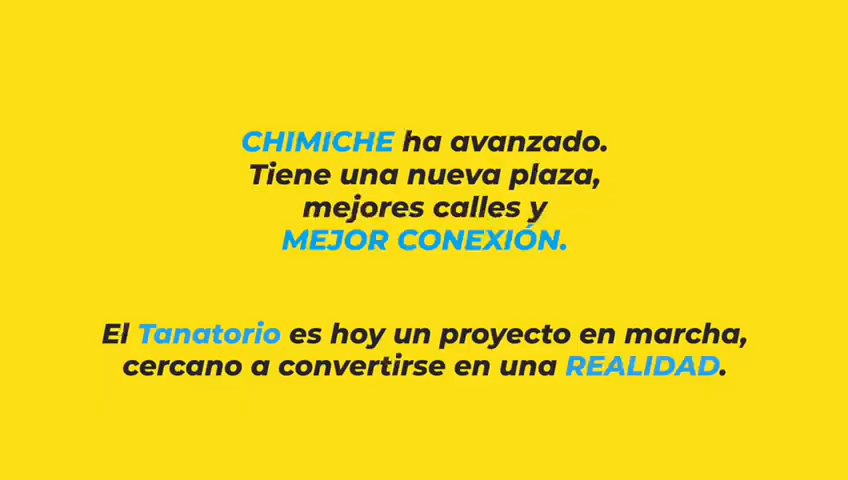 CHIMICHE ha avanzado.
Tiene una nueva plaza,
mejores calles y
MEJOR CONEXIÓN.
El Tanatorio es hoy un proyecto en marcha,
cercano a convertirse en una REALIDAD.